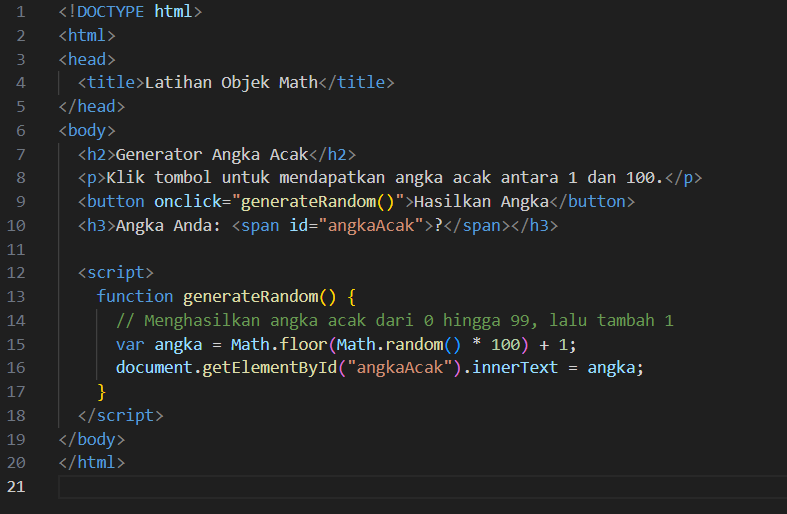 1 <!DOCTYPE html>
2 <html>
3 <head>
4   <title>Latihan Objek Math</title>
5 </head>
6 <body>
7   <h2>Generator Angka Acak</h2>
8   <p>Klik tombol untuk mendapatkan angka acak antara 1 dan 100.</p>
9   <button onclick="generateRandom()">Hasilkan Angka</button>
10   <h3>Angka Anda: <span id="angkaAcak">?</span></h3>
11
12   <script>
13     function generateRandom() {
14       // Menghasilkan angka acak dari 0 hingga 99, lalu tambah 1
15       var angka = Math.floor(Math.random() * 100) + 1;
16       document.getElementById("angkaAcak").innerText = angka;
17     }
18   </script>
19 </body>
20 </html>
21